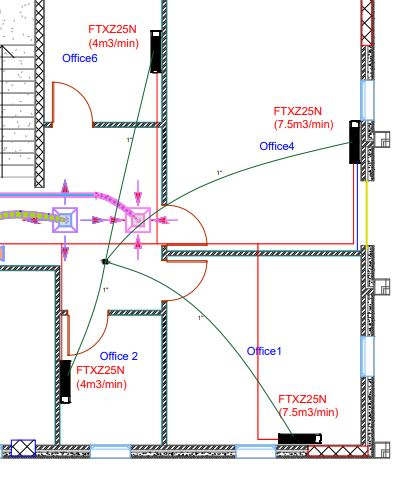 FTXZ25N
(4m3/min)
Office6
FTXZ25N
(7.5m3/min)
1"
Office4
1"
1"
1"
Office 2
Office1
FTXZ25N
(4m3/min)
FTXZ25N
(7.5m3/min)